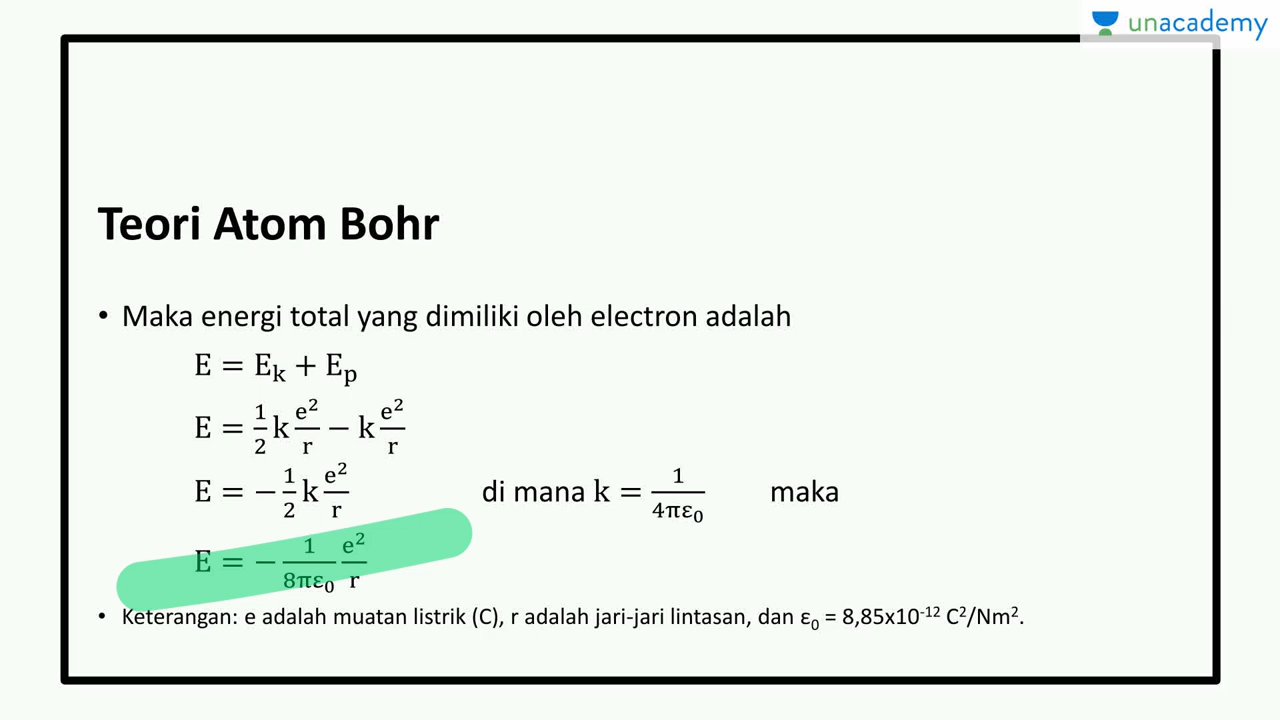 unacademy
Teori Atom Bohr
• Maka energi total yang dimiliki oleh electron adalah
E = Eₖ + Eₚ
E = 1/2 k e²/r − k e²/r
E = − 1/2 k e²/r di mana k = 1/4πε₀ maka
E = − 1/8πε₀ e²/r
• Keterangan: e adalah muatan listrik (C), r adalah jari-jari lintasan, dan ε₀ = 8,85x10⁻¹² C²/Nm².